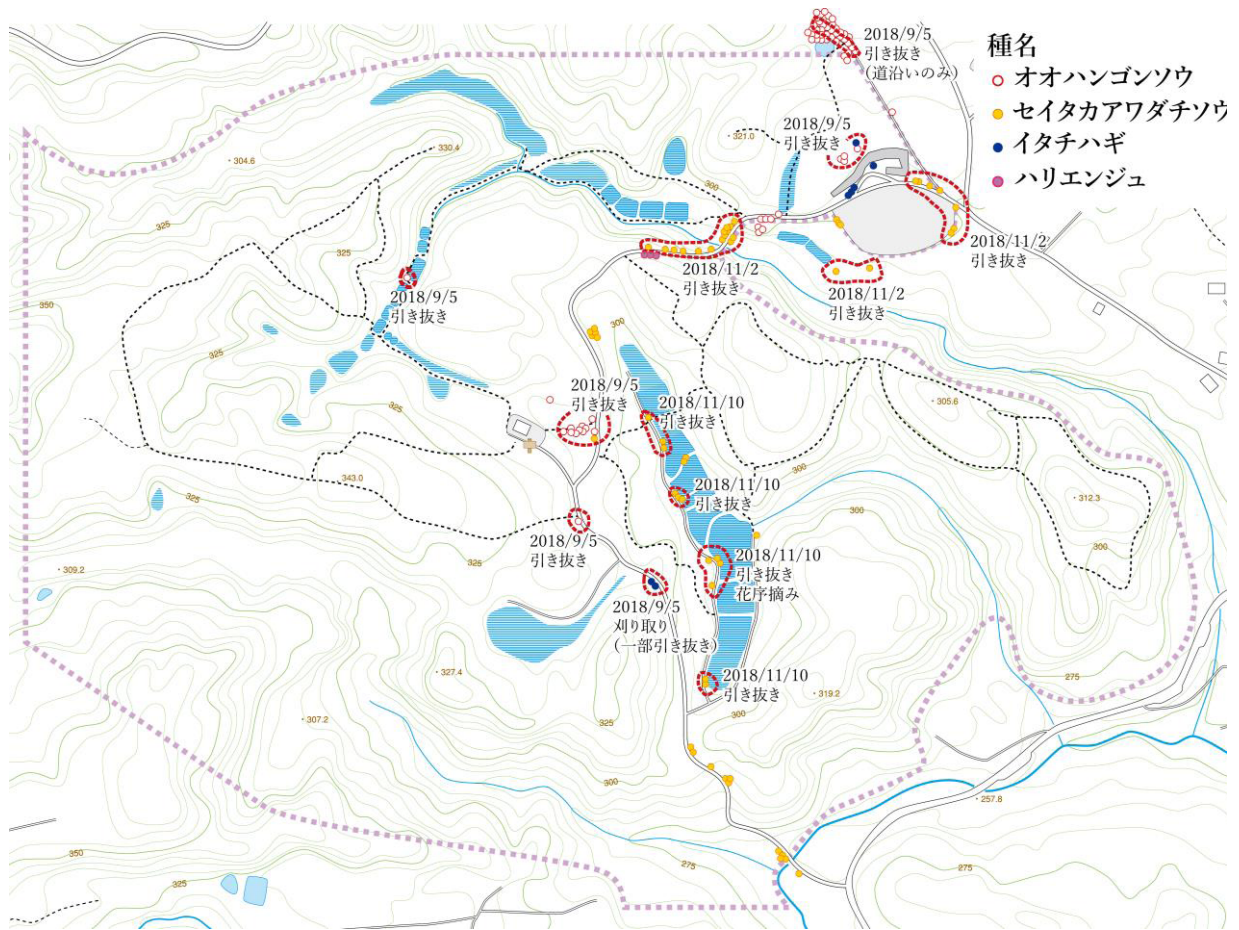 2018/9/5
引き抜き
（道沿いのみ）
種名
オオハンゴンソウ
セイタカアワダチソウ
イタチハギ
ハリエンジュ
2018/9/5
引き抜き
321.0
330.4
304.6
300
325
325
2018/11/2
引き抜き
2018/11/2
引き抜き
2018/11/2
引き抜き
2018/9/5
引き抜き
350
300
325
325
2018/9/5
引き抜き
2018/11/10
引き抜き
305.6
343.0
325
2018/11/10
引き抜き
300
300
312.3
300
2018/9/5
引き抜き
325
2018/11/10
引き抜き
花序摘み
309.2
2018/9/5
刈り取り
（一部引き抜き）
327.4
2018/11/10
引き抜き
319.2
275
307.2
325
300
300
257.8
350
325
275
275